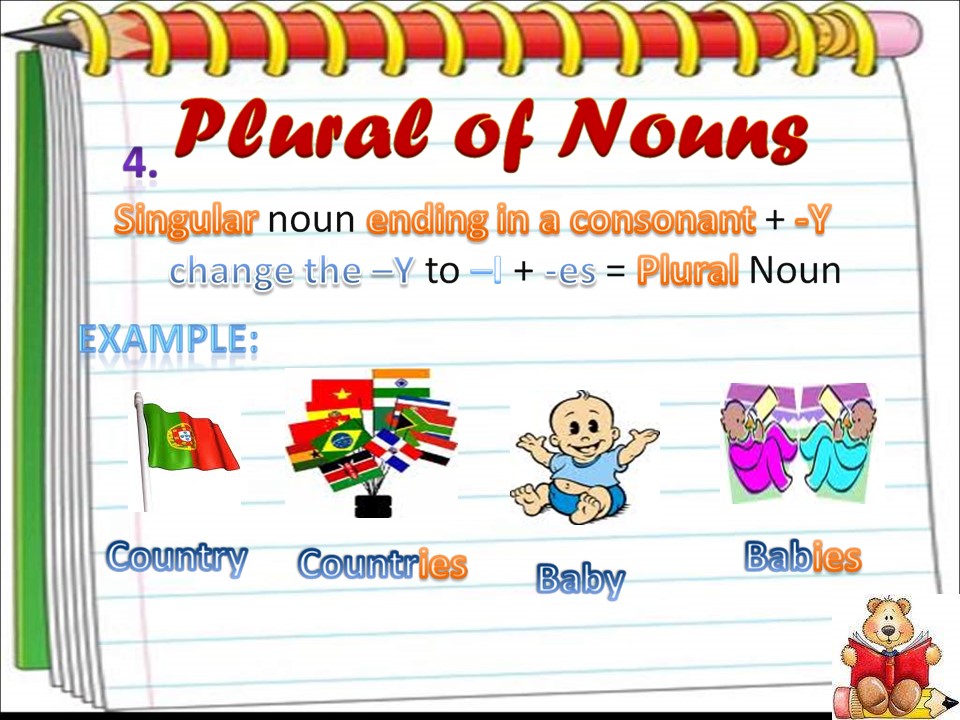 Plural of Nouns
4.
Singular noun ending in a consonant + -Y
change the –Y to –I + -es = Plural Noun
EXAMPLE:
Country
Countries
Baby
Babies